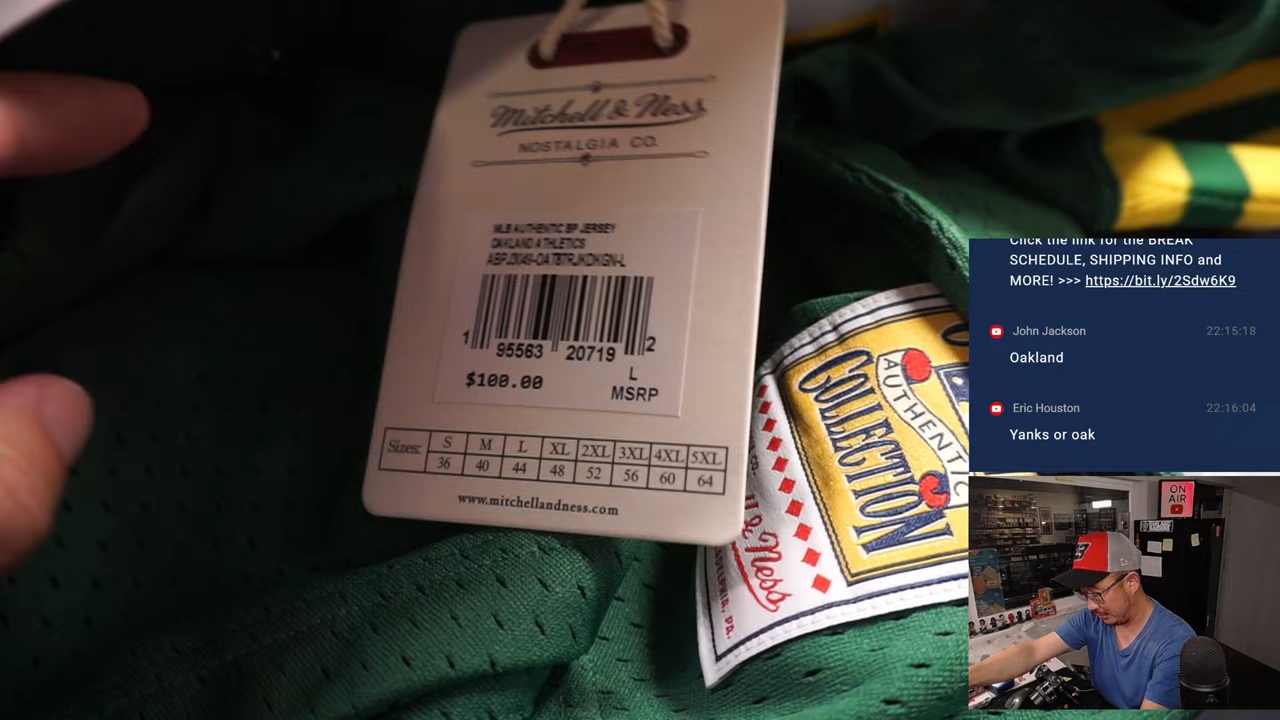 Mitchell & Ness
NOSTALGIA CO.
MLB AUTHENTIC BP JERSEY
OAKLAND ATHLETICS
1 95563 20719 2
$100.00
L
MSRP
Sizes: S M L XL 2XL 3XL 4XL 5XL
36 40 44 48 52 56 60 64
www.mitchellandness.com
AUTHENTIC
COLLECTION
& Ness
Click the link for the BREAK
SCHEDULE, SHIPPING INFO and
MORE! >>> https://bit.ly/2Sdw6K9
John Jackson 22:15:18
Oakland
Eric Houston 22:16:04
Yanks or oak
ON
AIR